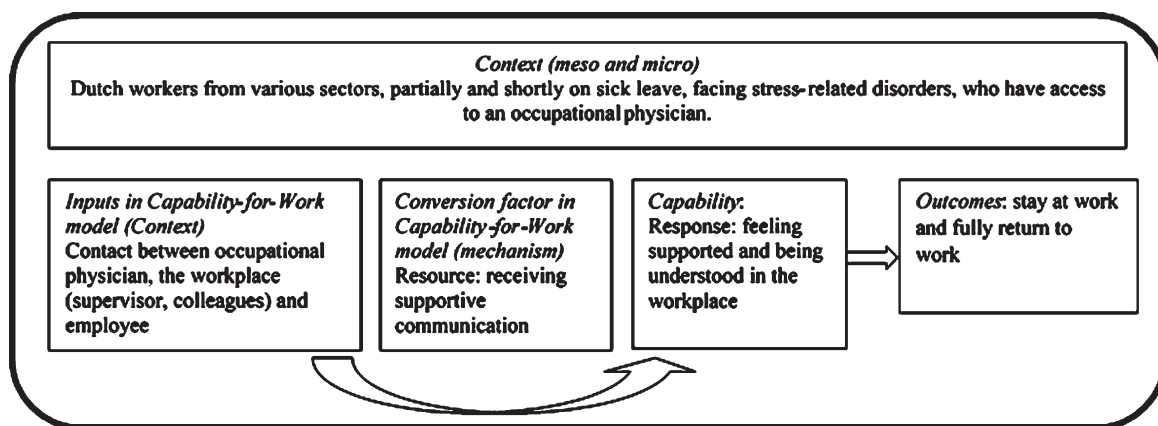 Context (meso and micro)
Dutch workers from various sectors, partially and shortly on sick leave, facing stress-related disorders, who have access
to an occupational physician.
Inputs in Capability-for-Work
model (Context)
Contact between occupational
physician, the workplace
(supervisor, colleagues) and
employee
Conversion factor in
Capability-for-Work
model (mechanism)
Resource: receiving
supportive
communication
Capability:
Response: feeling
supported and being
understood in the
workplace
Outcomes: stay at work
and fully return to
work